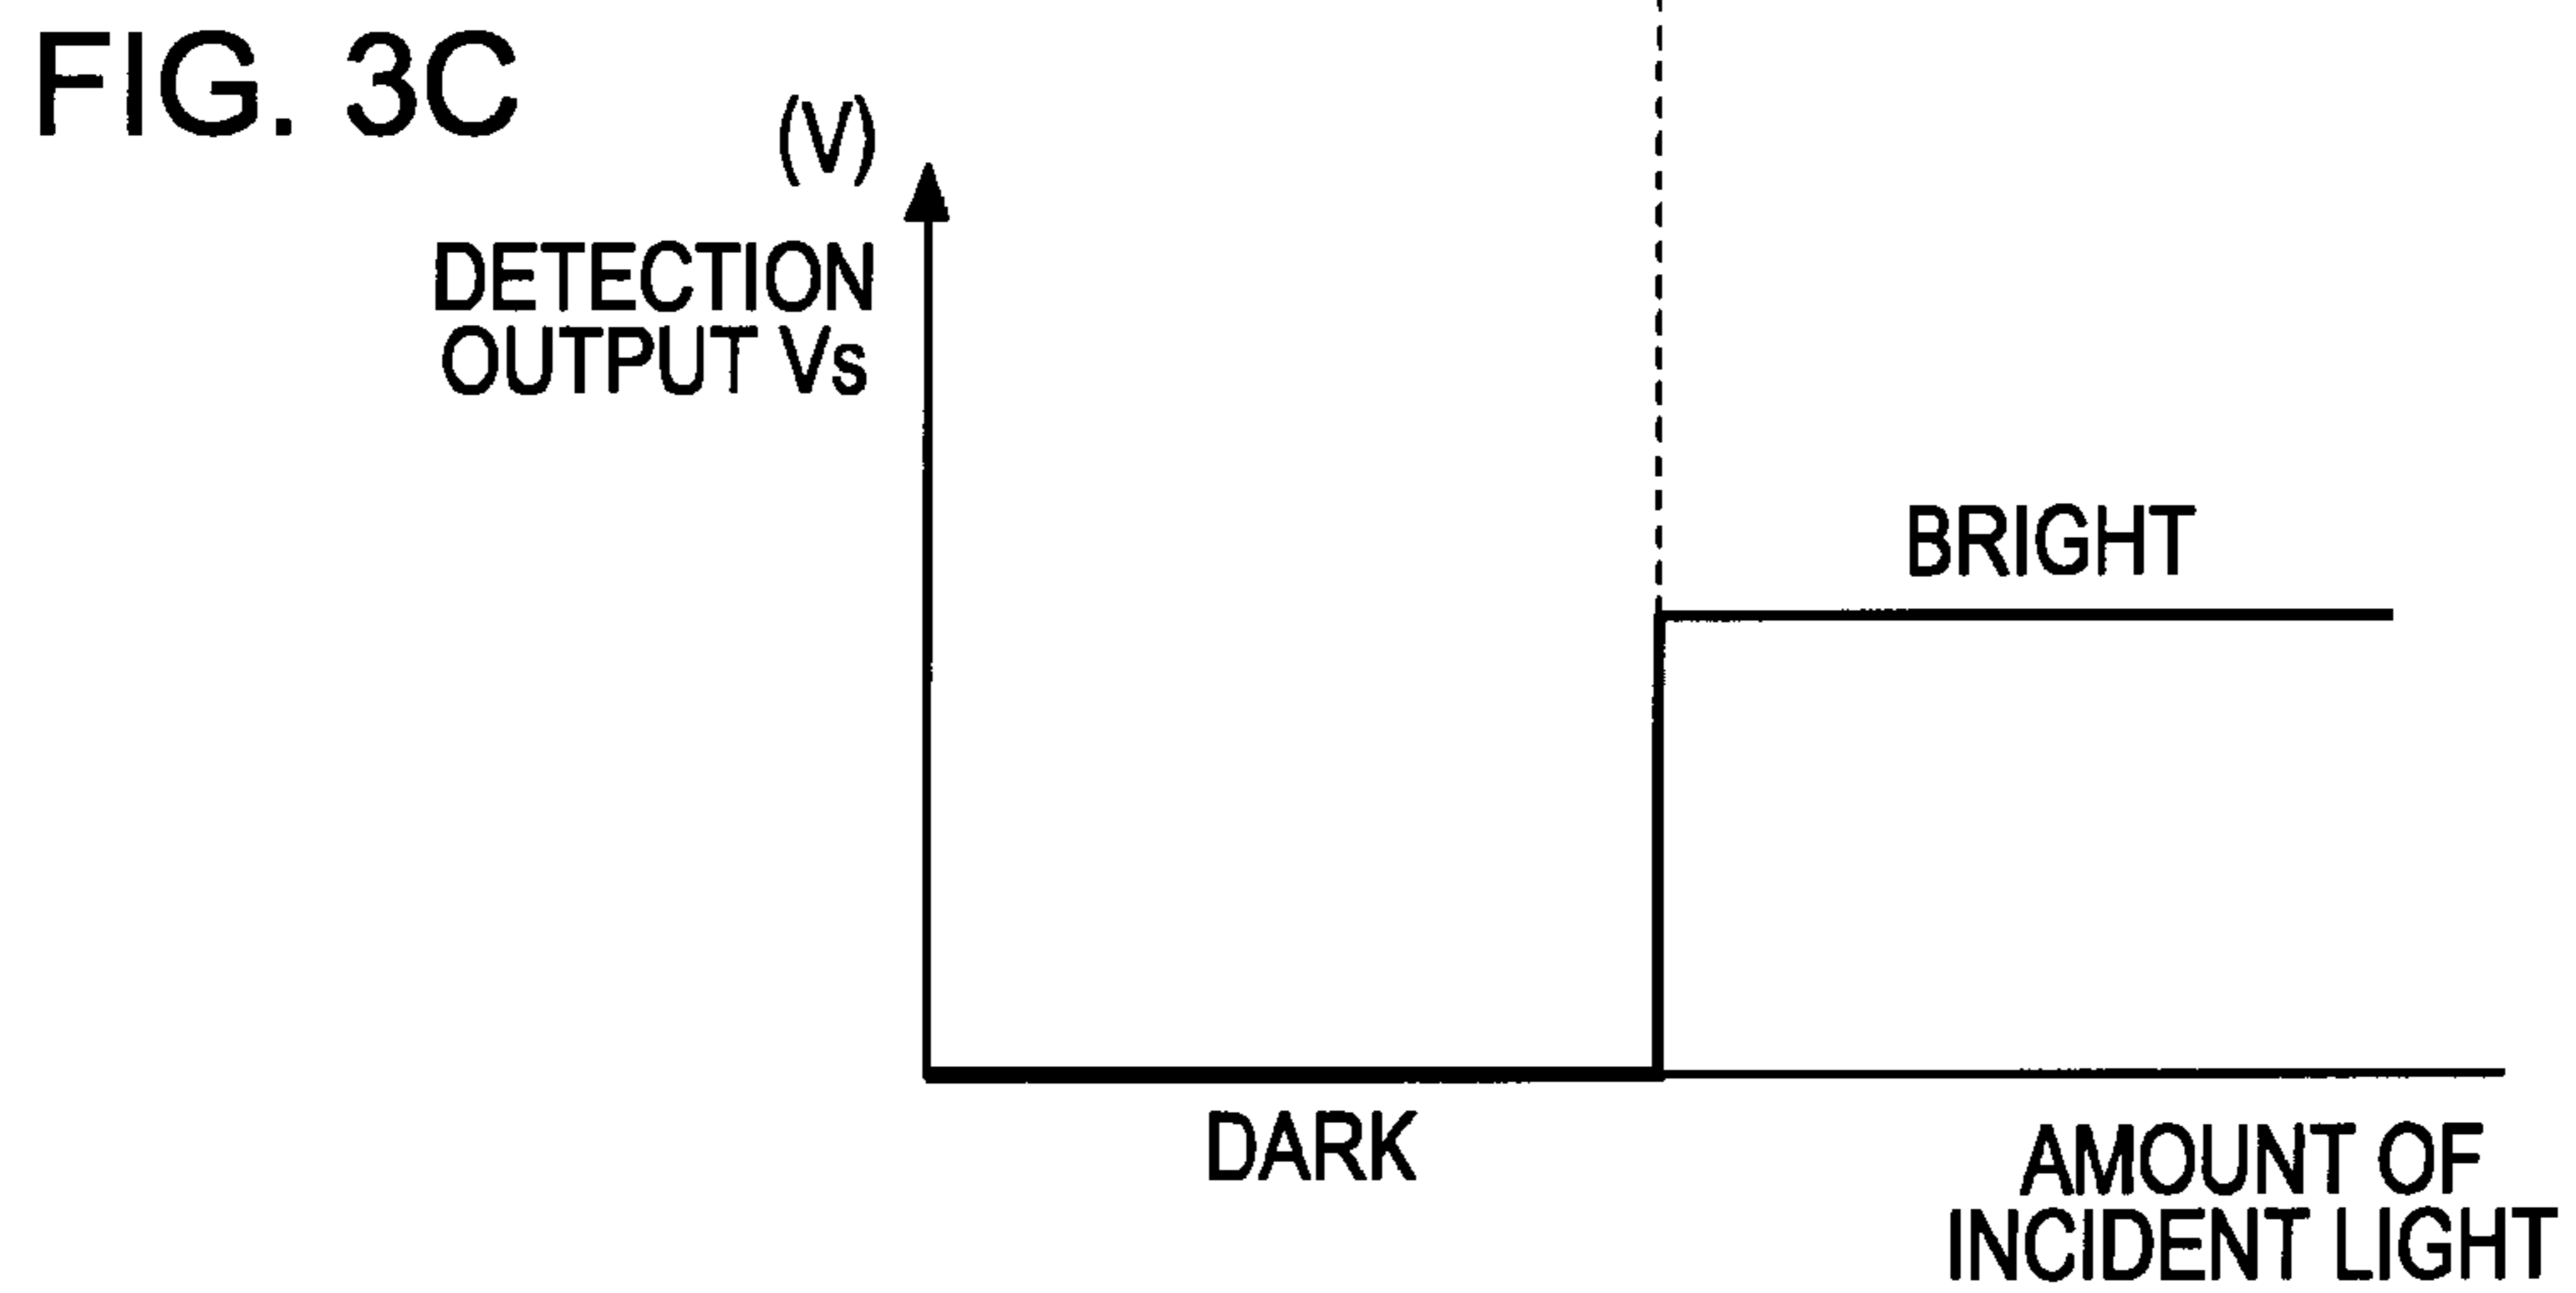 FIG. 3C
(V)
DETECTION
OUTPUT Vs
BRIGHT
DARK
AMOUNT OF
INCIDENT LIGHT